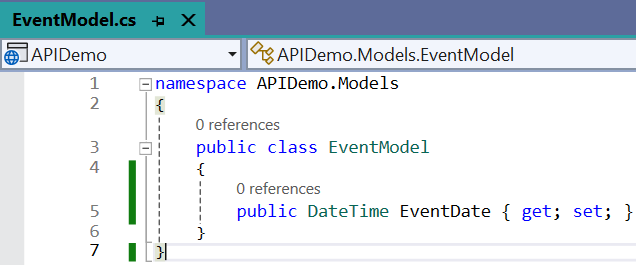 EventModel.cs
APIDemo APIDemo.Models.EventModel
1 namespace APIDemo.Models
2 {
0 references
3 public class EventModel
4 {
0 references
5 public DateTime EventDate { get; set; }
6 }
7 }